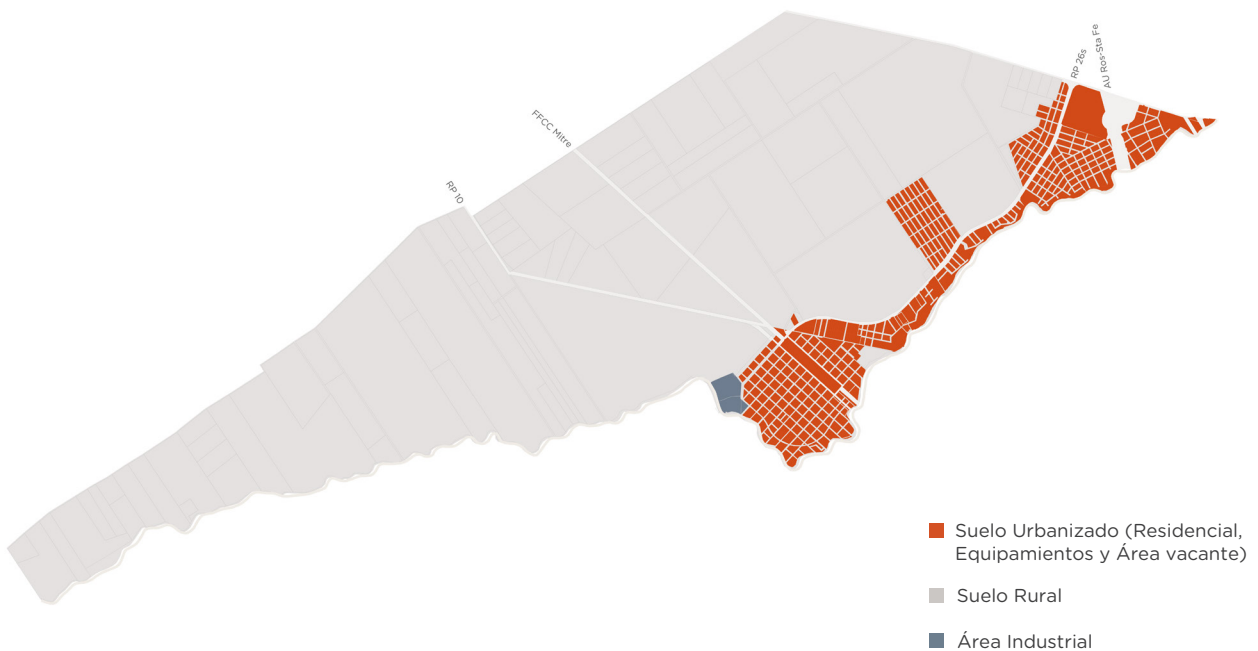 RP 26s
AU Ros-Sta Fe
FFCC Mitre
RP 10
Suelo Urbanizado (Residencial,
Equipamientos y Área vacante)
Suelo Rural
Área Industrial